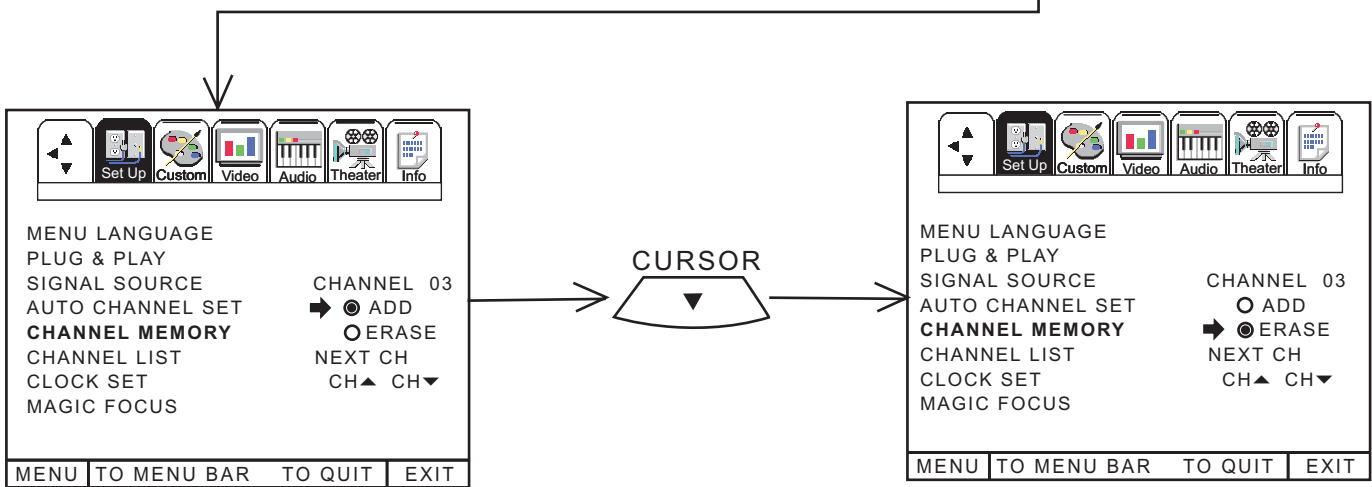 Set Up Custom Video Audio Theater Info
MENU LANGUAGE
PLUG & PLAY
SIGNAL SOURCE CHANNEL 03
AUTO CHANNEL SET ADD
CHANNEL MEMORY ERASE
CHANNEL LIST NEXT CH
CLOCK SET CH▲ CH▼
MAGIC FOCUS
MENU TO MENU BAR TO QUIT EXIT
CURSOR
Set Up Custom Video Audio Theater Info
MENU LANGUAGE
PLUG & PLAY
SIGNAL SOURCE CHANNEL 03
AUTO CHANNEL SET ADD
CHANNEL MEMORY ERASE
CHANNEL LIST NEXT CH
CLOCK SET CH▲ CH▼
MAGIC FOCUS
MENU TO MENU BAR TO QUIT EXIT